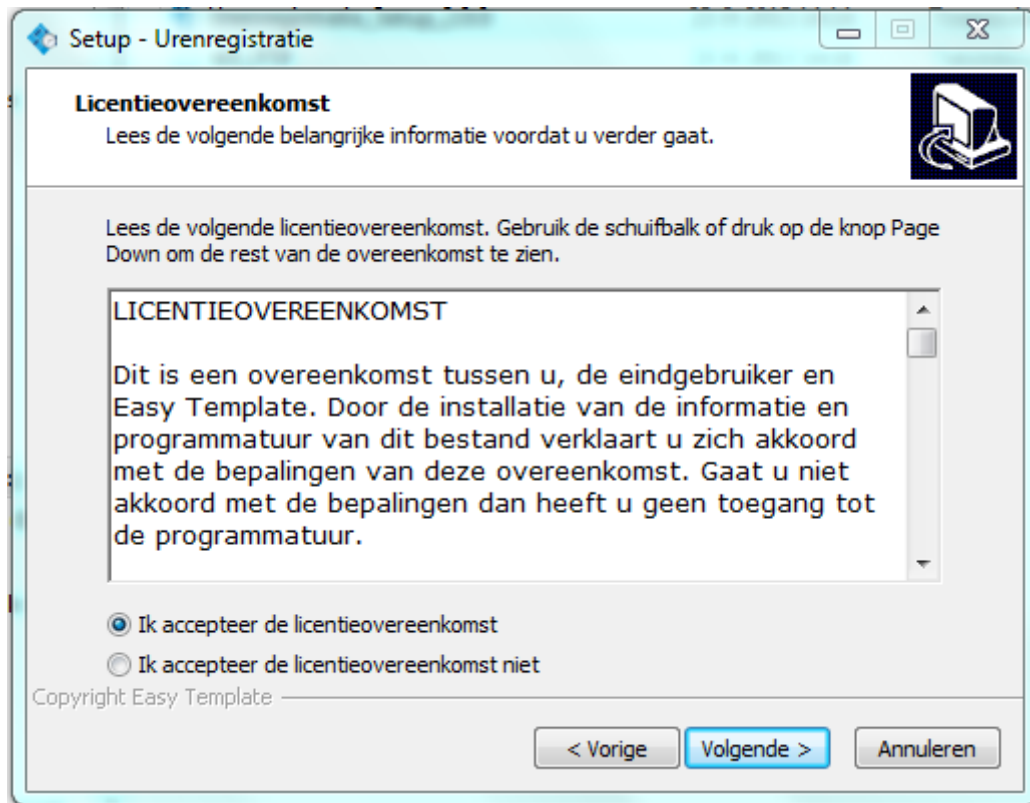 Setup - Urenregistratie
Licentieovereenkomst
Lees de volgende belangrijke informatie voordat u verder gaat.
Lees de volgende licentieovereenkomst. Gebruik de schuifbalk of druk op de knop Page
Down om de rest van de overeenkomst te zien.
LICENTIEOVEREENKOMST
Dit is een overeenkomst tussen u, de eindgebruiker en
Easy Template. Door de installatie van de informatie en
programmatuur van dit bestand verklaart u zich akkoord
met de bepalingen van deze overeenkomst. Gaat u niet
akkoord met de bepalingen dan heeft u geen toegang tot
de programmatuur.
Ik accepteer de licentieovereenkomst
Ik accepteer de licentieovereenkomst niet
Copyright Easy Template
< Vorige
Volgende >
Annuleren